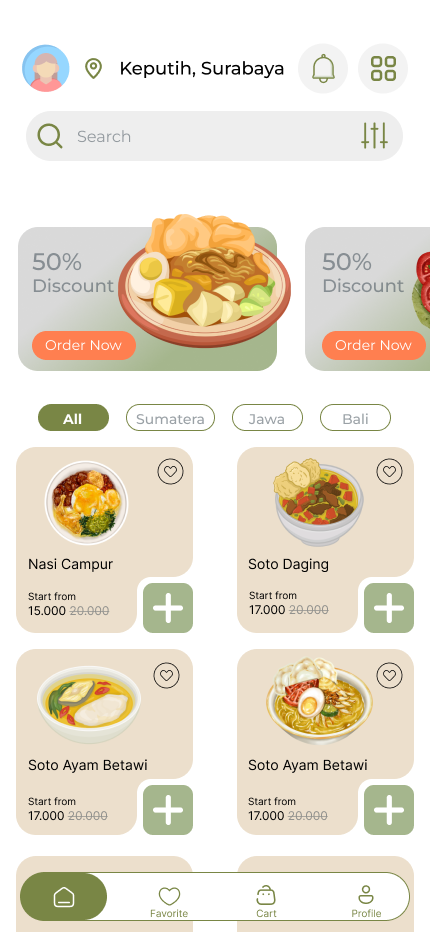 Keputih, Surabaya
Search
50%
Discount
Order Now
50%
Discount
Order Now
All
Sumatera
Jawa
Bali
Nasi Campur
Start from
15.000 20.000
Soto Daging
Start from
17.000 20.000
Soto Ayam Betawi
Start from
17.000 20.000
Soto Ayam Betawi
Start from
17.000 20.000
Favorite
Cart
Profile